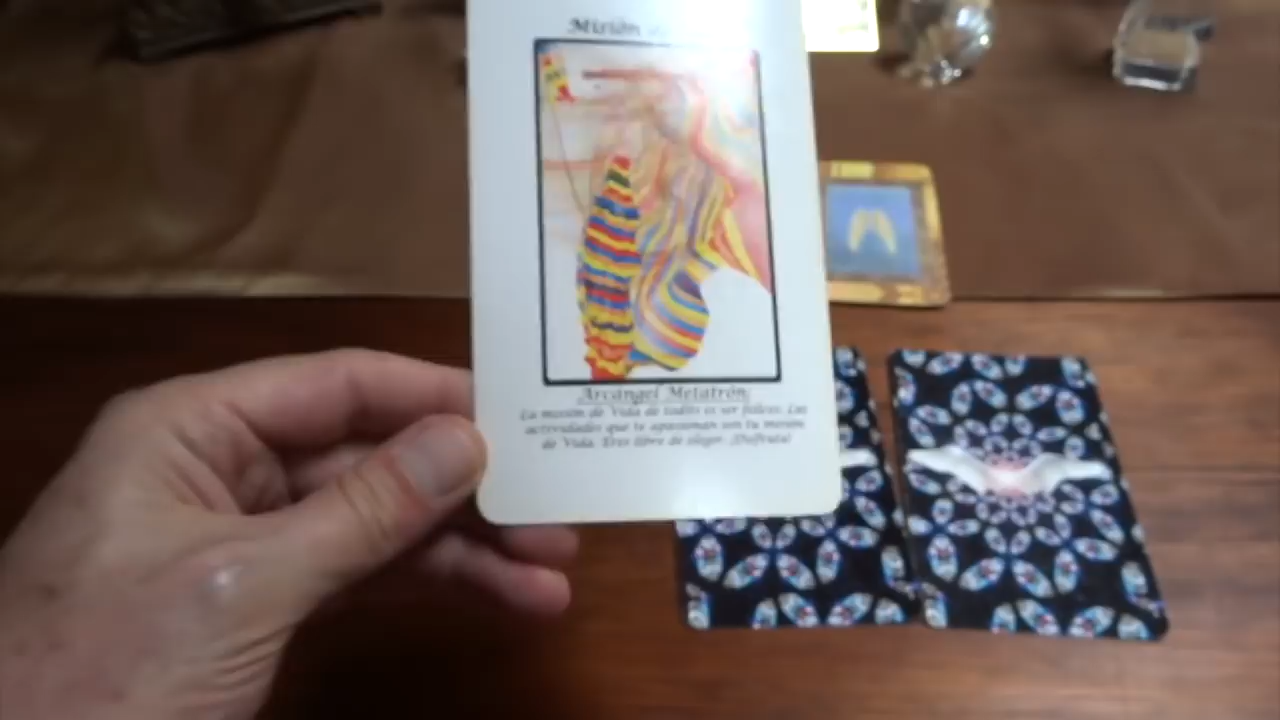 Misión
Arcángel Metatrón:
La misión de Vida de todos es ser felices. Las
actividades que te apasionan son tu misión
de Vida. Eres libre de elegir. ¡Disfruta!